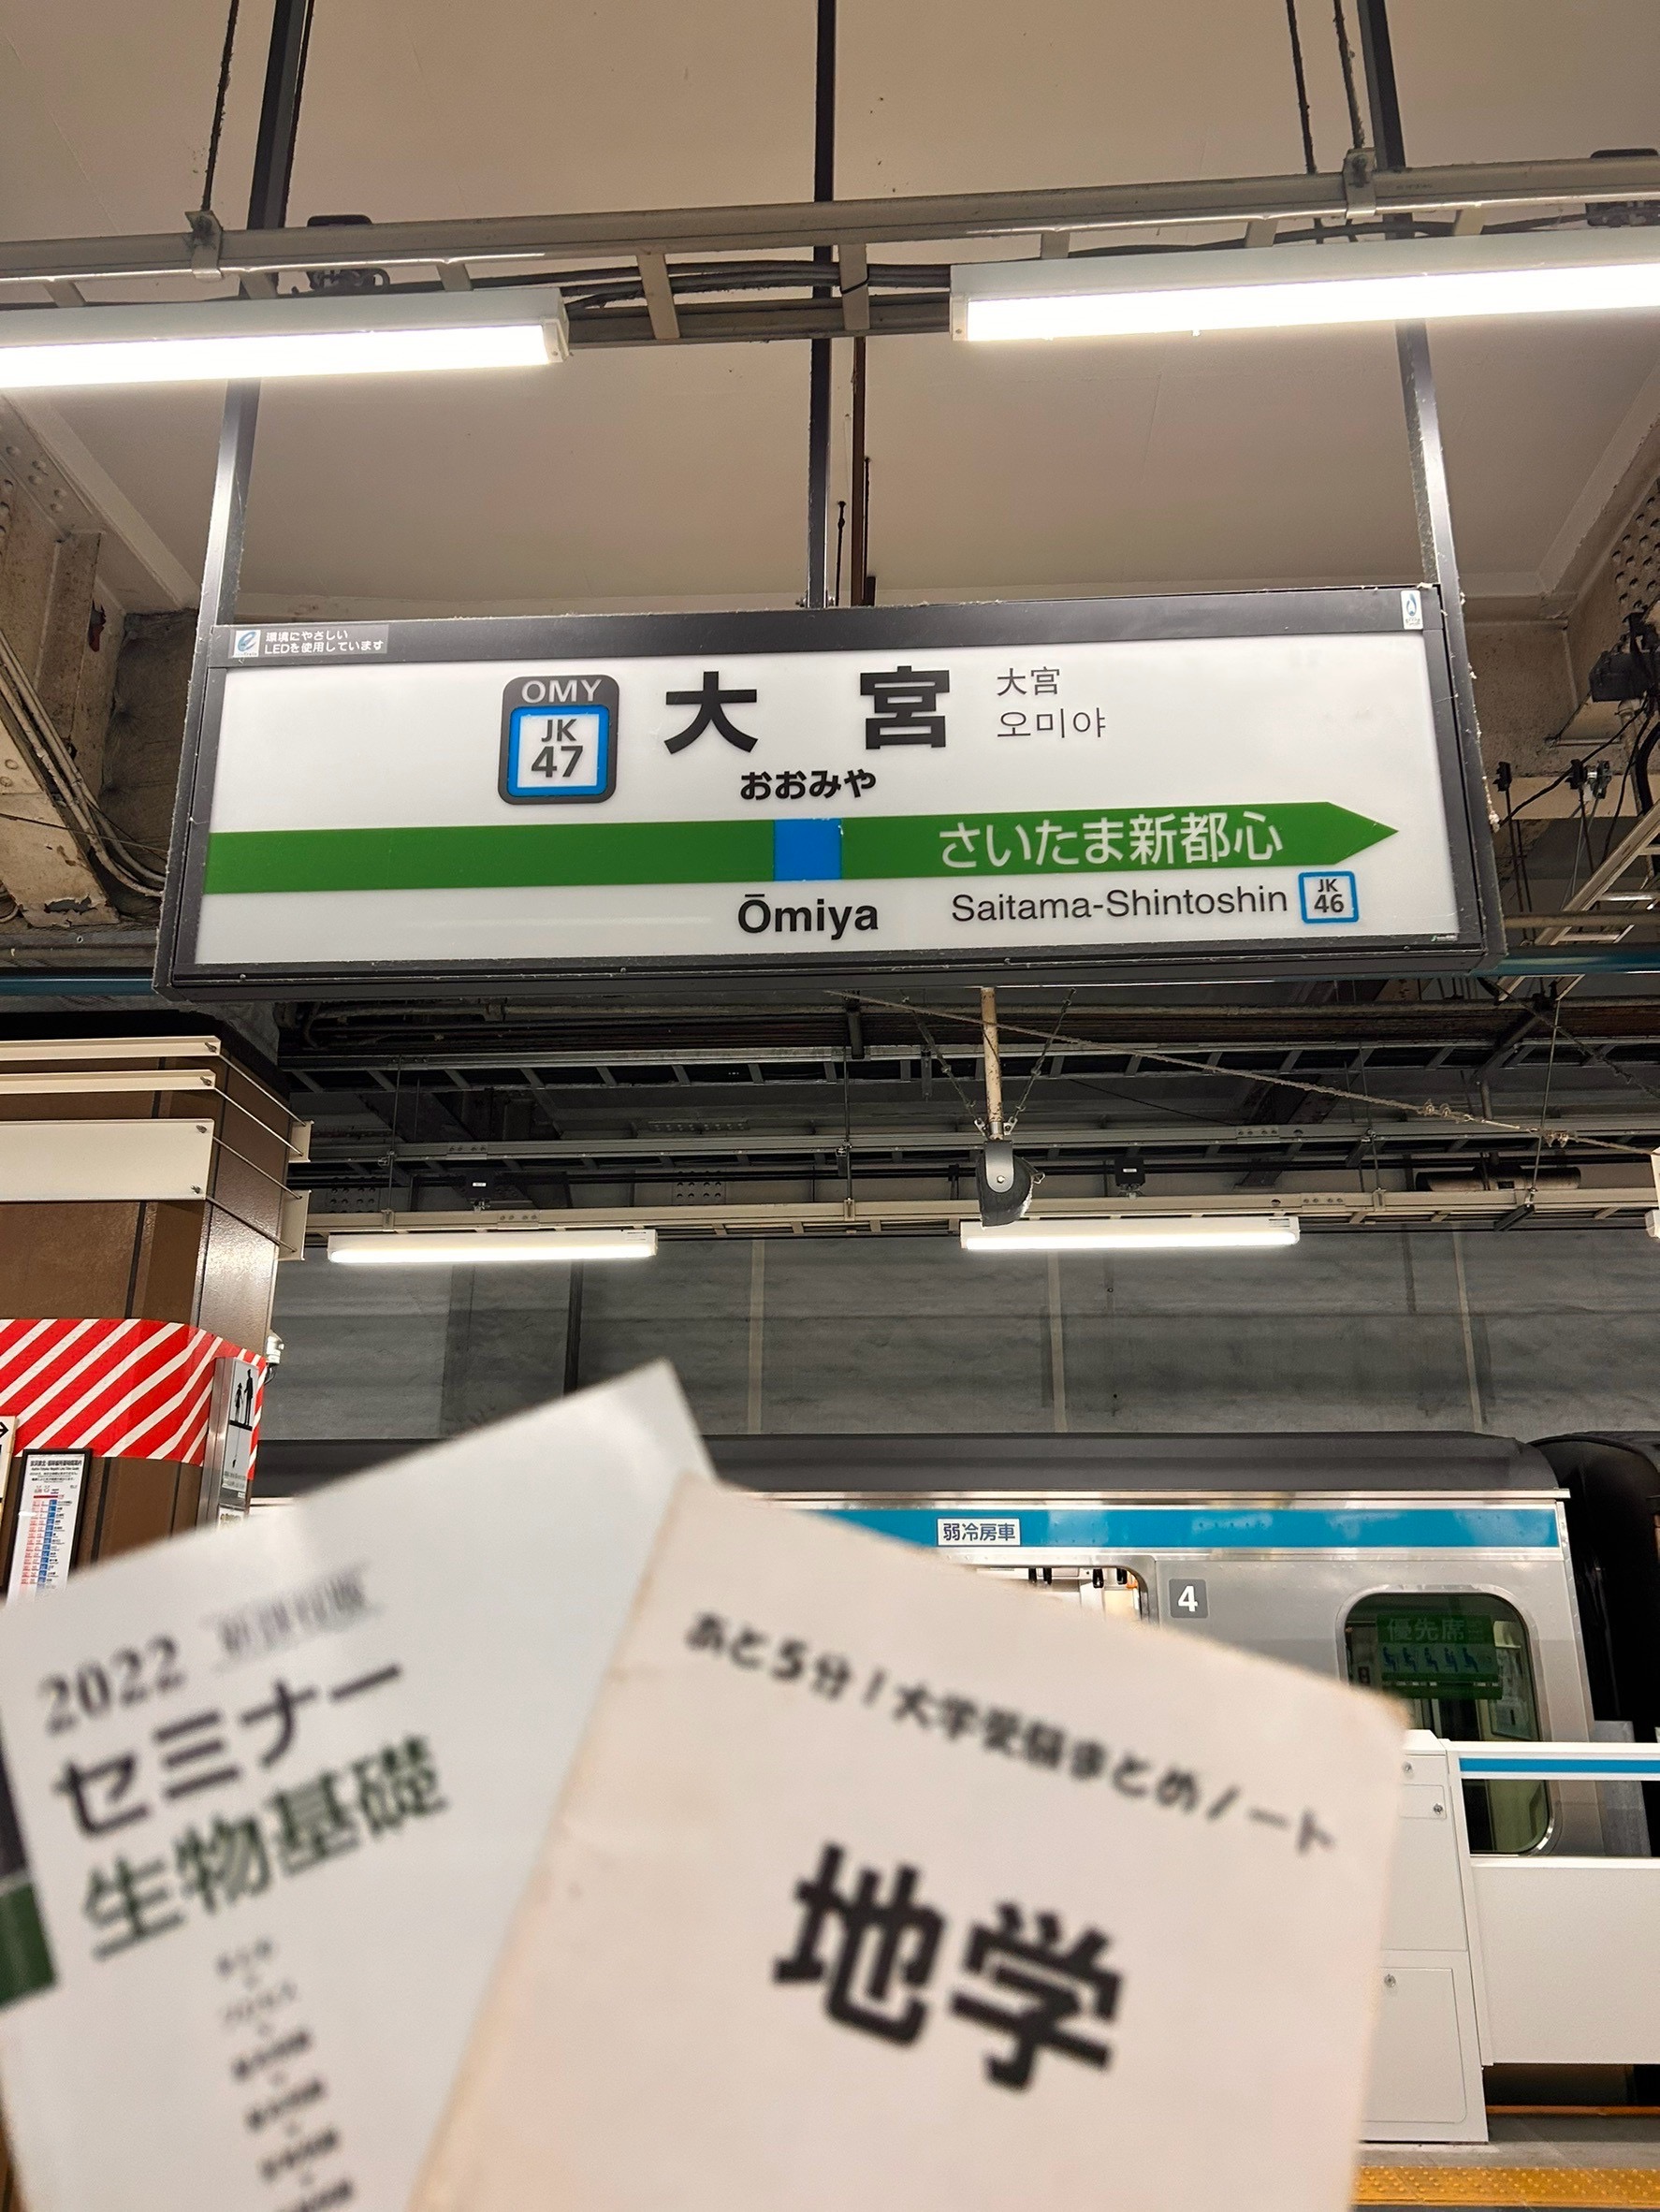 環境にやさしい
LEDを使用しています
OMY
JK
47
大宮
大宮
오미야
おおみや
さいたま新都心
Ōmiya
Saitama-Shintoshin
JK
46
弱冷房車
4
優先席
2022
セミナー
生物基礎
あと5分!大学受験まとめノート
地学